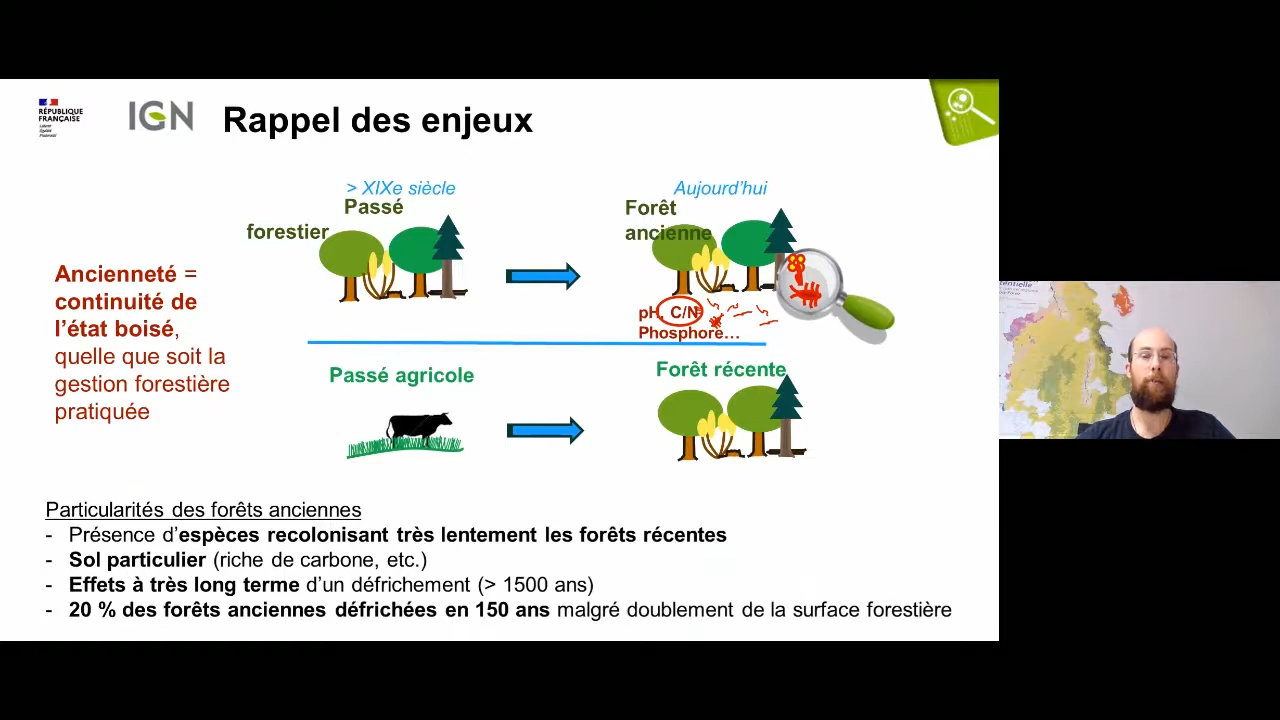 RÉPUBLIQUE
FRANÇAISE
Liberté
Égalité
Fraternité
IGN
Rappel des enjeux
> XIXe siècle
Aujourd’hui
Passé
forestier
Forêt
ancienne
Ancienneté =
continuité de
l’état boisé,
quelle que soit la
gestion forestière
pratiquée
pH, C/N
Phosphore…
Passé agricole
Forêt récente
Particularités des forêts anciennes
- Présence d’espèces recolonisant très lentement les forêts récentes
- Sol particulier (riche de carbone, etc.)
- Effets à très long terme d’un défrichement (> 1500 ans)
- 20 % des forêts anciennes défrichées en 150 ans malgré doublement de la surface forestière